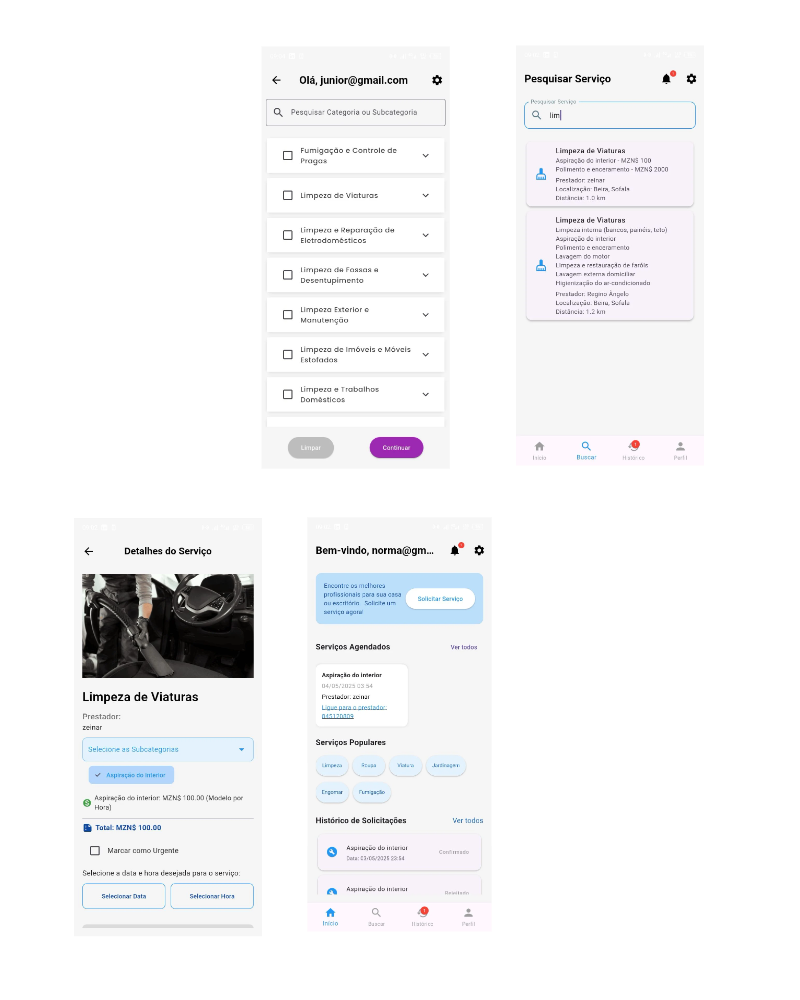 Olá, junior@gmail.com
Pesquisar Categoria ou Subcategoria
Fumigação e Controle de
Pragas
Limpeza de Viaturas
Limpeza e Reparação de
Eletrodomésticos
Limpeza de Fossas e
Desentupimento
Limpeza Exterior e
Manutenção
Limpeza de Imóveis e Móveis
Estofados
Limpeza e Trabalhos
Domésticos
Limpar
Continuar
Pesquisar Serviço
Pesquisar Serviço
lim
Limpeza de Viaturas
Aspiração do interior - MZN$ 100
Polimento e enceramento - MZN$ 2000
Prestador: zeinar
Localização: Beira, Sofala
Distância: 1.0 km
Limpeza de Viaturas
Limpeza interna (bancos, painéis, teto)
Aspiração do interior
Polimento e enceramento
Lavagem do motor
Limpeza e restauração de faróis
Lavagem externa domiciliar
Higienização do ar-condicionado
Prestador: Regino Ângelo
Localização: Beira, Sofala
Distância: 1.2 km
Início
Buscar
Histórico
Perfil
Detalhes do Serviço
Limpeza de Viaturas
Prestador:
zeinar
Selecione as Subcategorias
Aspiração do interior
Aspiração do interior: MZN$ 100.00 (Modelo por
Hora)
Total: MZN$ 100.00
Marcar como Urgente
Selecione a data e hora desejada para o serviço:
Selecionar Data
Selecionar Hora
Bem-vindo, norma@gm...
Encontre os melhores
profissionais para sua casa
ou escritório. Solicite um
serviço agora!
Solicitar Serviço
Serviços Agendados
Ver todos
Aspiração do interior
04/05/2025 03:54
Prestador: zeinar
Ligue para o prestador:
845120809
Serviços Populares
Limpeza
Roupa
Viatura
Jardinagem
Engomar
Fumigação
Histórico de Solicitações
Ver todos
Aspiração do interior
Data: 03/05/2025 23:54
Confirmado
Aspiração do interior
Início
Buscar
Histórico
Perfil